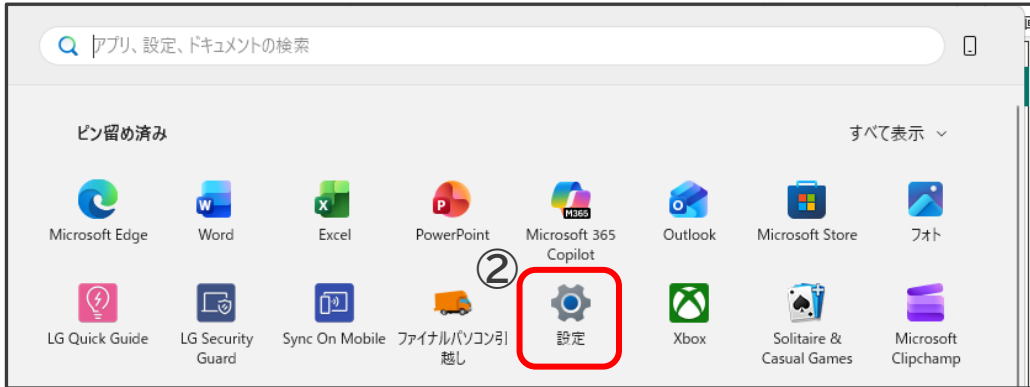 アプリ、設定、ドキュメントの検索
ピン留め済み
すべて表示
Microsoft Edge
Word
Excel
PowerPoint
Microsoft 365
Copilot
M365
Outlook
Microsoft Store
フォト
②
LG Quick Guide
LG Security
Guard
Sync On Mobile
ファイナルパソコン引
越し
設定
Xbox
Solitaire &
Casual Games
Microsoft
Clipchamp